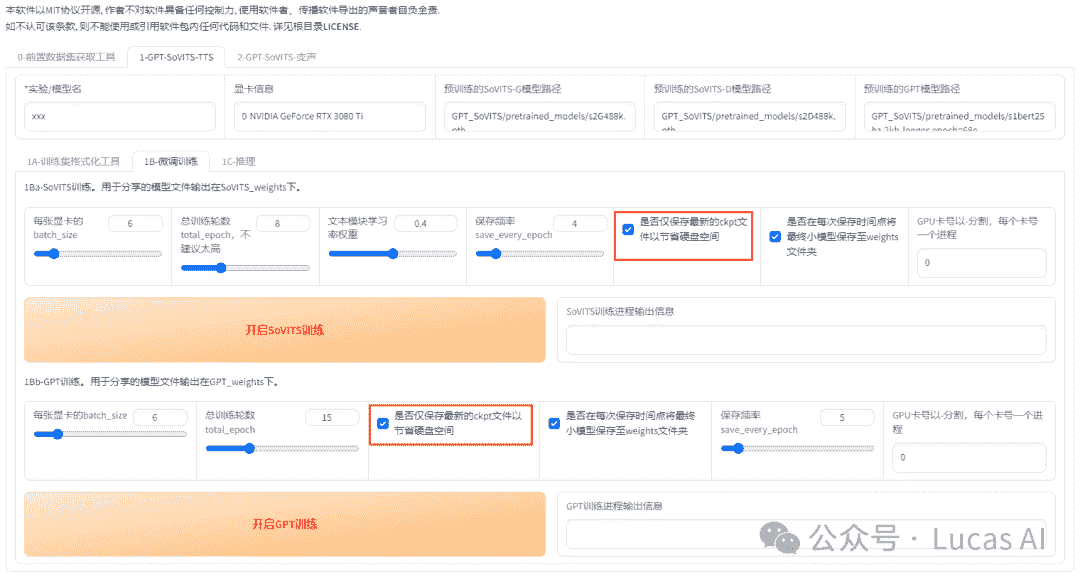 本软件以MIT协议开源, 作者不对软件具备任何控制力, 使用软件者、传播软件导出的声音者自负全责.
如不认可该条款, 则不能使用或引用软件包内任何代码和文件. 详见根目录LICENSE.
0-前置数据集获取工具 1-GPT-SoVITS-TTS 2-GPT-SoVITS-变声
*实验/模型名 显卡信息 预训练的SoVITS-G模型路径 预训练的SoVITS-D模型路径 预训练的GPT模型路径
xxx 0 NVIDIA GeForce RTX 3080 Ti GPT_SoVITS/pretrained_models/s2G488k. GPT_SoVITS/pretrained_models/s2D488k. GPT_SoVITS/pretrained_models/s1bert25
pth pth hz-2kh-longer-epoch=68e
1A-训练集格式化工具 1B-微调训练 1C-推理
1Ba-SoVITS训练。用于分享的模型文件输出在SoVITS_weights下。
每张显卡的 6 总训练轮数 8 文本模块学习 0.4 保存频率 4 是否仅保存最新的ckpt文 是否在每次保存时间点将 GPU卡号以-分割，每个卡号
batch_size total_epoch，不 率权重 save_every_epoch 件以节省硬盘空间 最终小模型保存至weights 一个进程
建议太高 文件夹
0
开启SoVITS训练
SoVITS训练进程输出信息
1Bb-GPT训练。用于分享的模型文件输出在GPT_weights下。
每张显卡的batch_size 6 总训练轮数 15 是否仅保存最新的ckpt文件以 是否在每次保存时间点将最终 保存频率 5 GPU卡号以-分割，每个卡号一个进
total_epoch 节省硬盘空间 小模型保存至weights文件夹 save_every_epoch 程
0
开启GPT训练
GPT训练进程输出信息
公众号 · Lucas AI